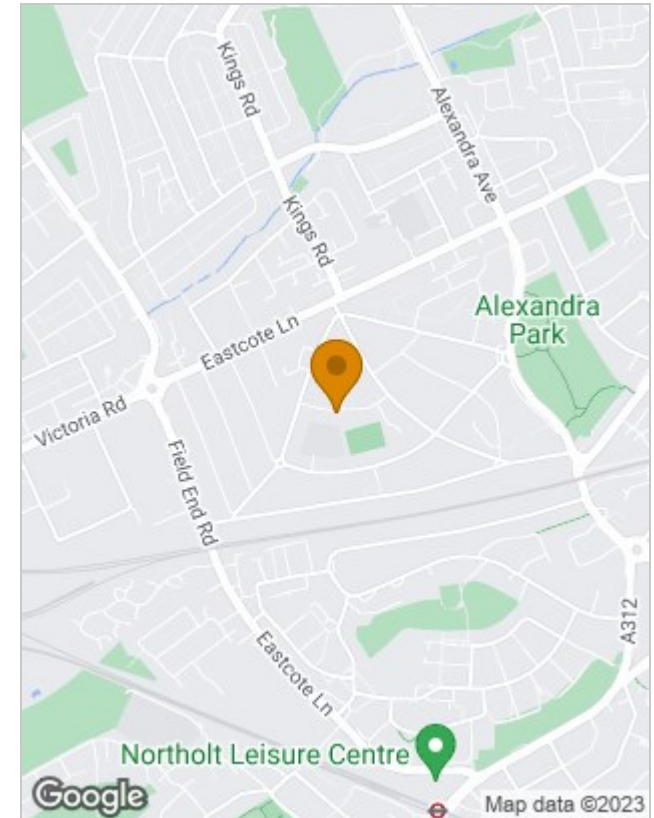 Kings Rd
Alexandra Ave
Kings Rd
Alexandra
Park
Eastcote Ln
Victoria Rd
Field End Rd
A312
Eastcote Ln
Northolt Leisure Centre
Google
Map data ©2023